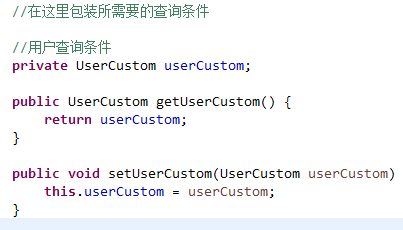 //在这里包装所需要的查询条件
//用户查询条件
private UserCustom userCustom;
public UserCustom getUserCustom() {
return userCustom;
}
public void setUserCustom(UserCustom userCustom)
this.userCustom = userCustom;
}